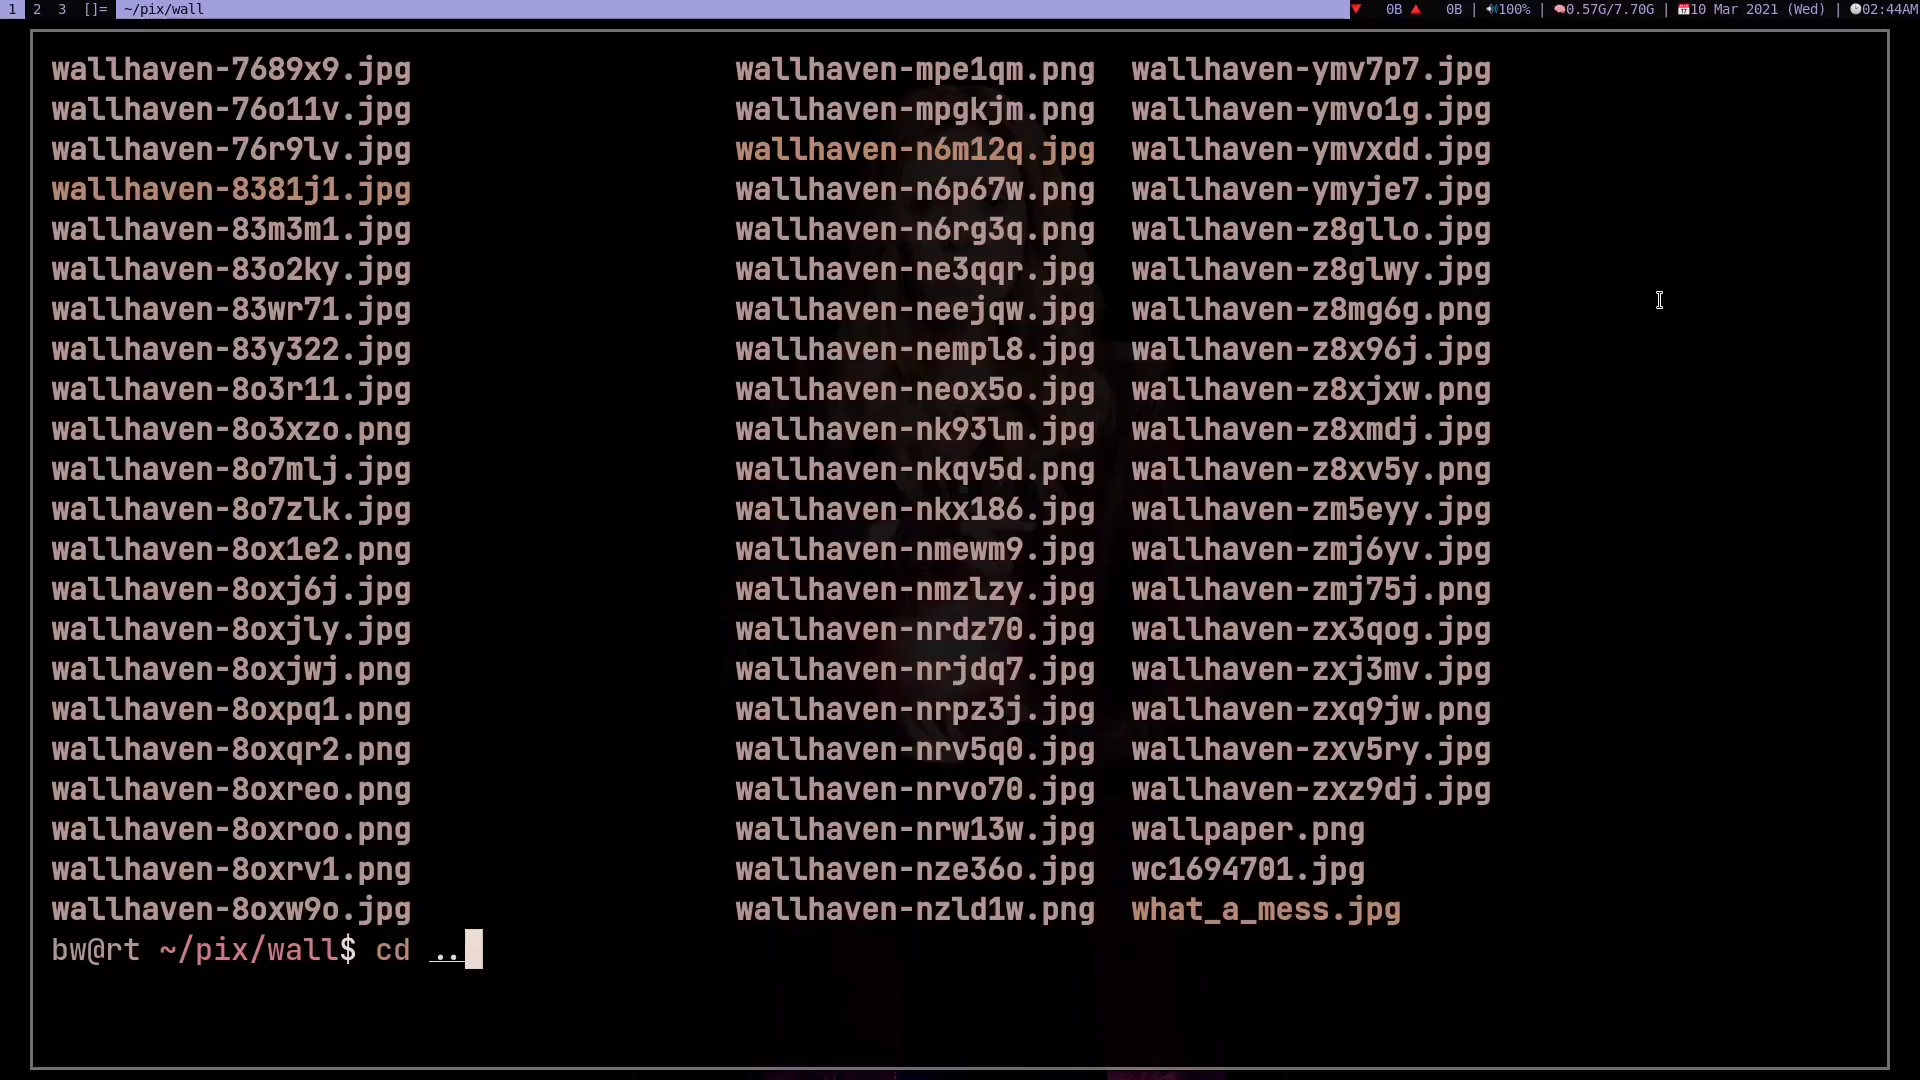 1 2 3 []= ~/pix/wall 0B 0B | 100% | 0.57G/7.70G | 10 Mar 2021 (Wed) | 02:44AM
wallhaven-7689x9.jpg wallhaven-mpe1qm.png wallhaven-ymv7p7.jpg
wallhaven-76o11v.jpg wallhaven-mpgkjm.png wallhaven-ymvo1g.jpg
wallhaven-76r9lv.jpg wallhaven-n6m12q.jpg wallhaven-ymvxdd.jpg
wallhaven-8381j1.jpg wallhaven-n6p67w.png wallhaven-ymyje7.jpg
wallhaven-83m3m1.jpg wallhaven-n6rg3q.png wallhaven-z8gllo.jpg
wallhaven-83o2ky.jpg wallhaven-ne3qqr.jpg wallhaven-z8glwy.jpg
wallhaven-83wr71.jpg wallhaven-neejqw.jpg wallhaven-z8mg6g.png
wallhaven-83y322.jpg wallhaven-nempl8.jpg wallhaven-z8x96j.jpg
wallhaven-8o3r11.jpg wallhaven-neox5o.jpg wallhaven-z8xjxw.png
wallhaven-8o3xzo.png wallhaven-nk93lm.jpg wallhaven-z8xmdj.jpg
wallhaven-8o7mlj.jpg wallhaven-nkqv5d.png wallhaven-z8xv5y.png
wallhaven-8o7zlk.jpg wallhaven-nkx186.jpg wallhaven-zm5eyy.jpg
wallhaven-8ox1e2.png wallhaven-nmewm9.jpg wallhaven-zmj6yv.jpg
wallhaven-8oxj6j.jpg wallhaven-nmzlzy.jpg wallhaven-zmj75j.png
wallhaven-8oxjly.jpg wallhaven-nrdz70.jpg wallhaven-zx3qog.jpg
wallhaven-8oxjwj.png wallhaven-nrjdq7.jpg wallhaven-zxj3mv.jpg
wallhaven-8oxpq1.png wallhaven-nrpz3j.jpg wallhaven-zxq9jw.png
wallhaven-8oxqr2.png wallhaven-nrv5q0.jpg wallhaven-zxv5ry.jpg
wallhaven-8oxreo.png wallhaven-nrvo70.jpg wallhaven-zxz9dj.jpg
wallhaven-8oxroo.png wallhaven-nrw13w.jpg wallpaper.png
wallhaven-8oxrv1.png wallhaven-nze36o.jpg wc1694701.jpg
wallhaven-8oxw9o.jpg wallhaven-nzld1w.png what_a_mess.jpg
bw@rt ~/pix/wall$ cd ..